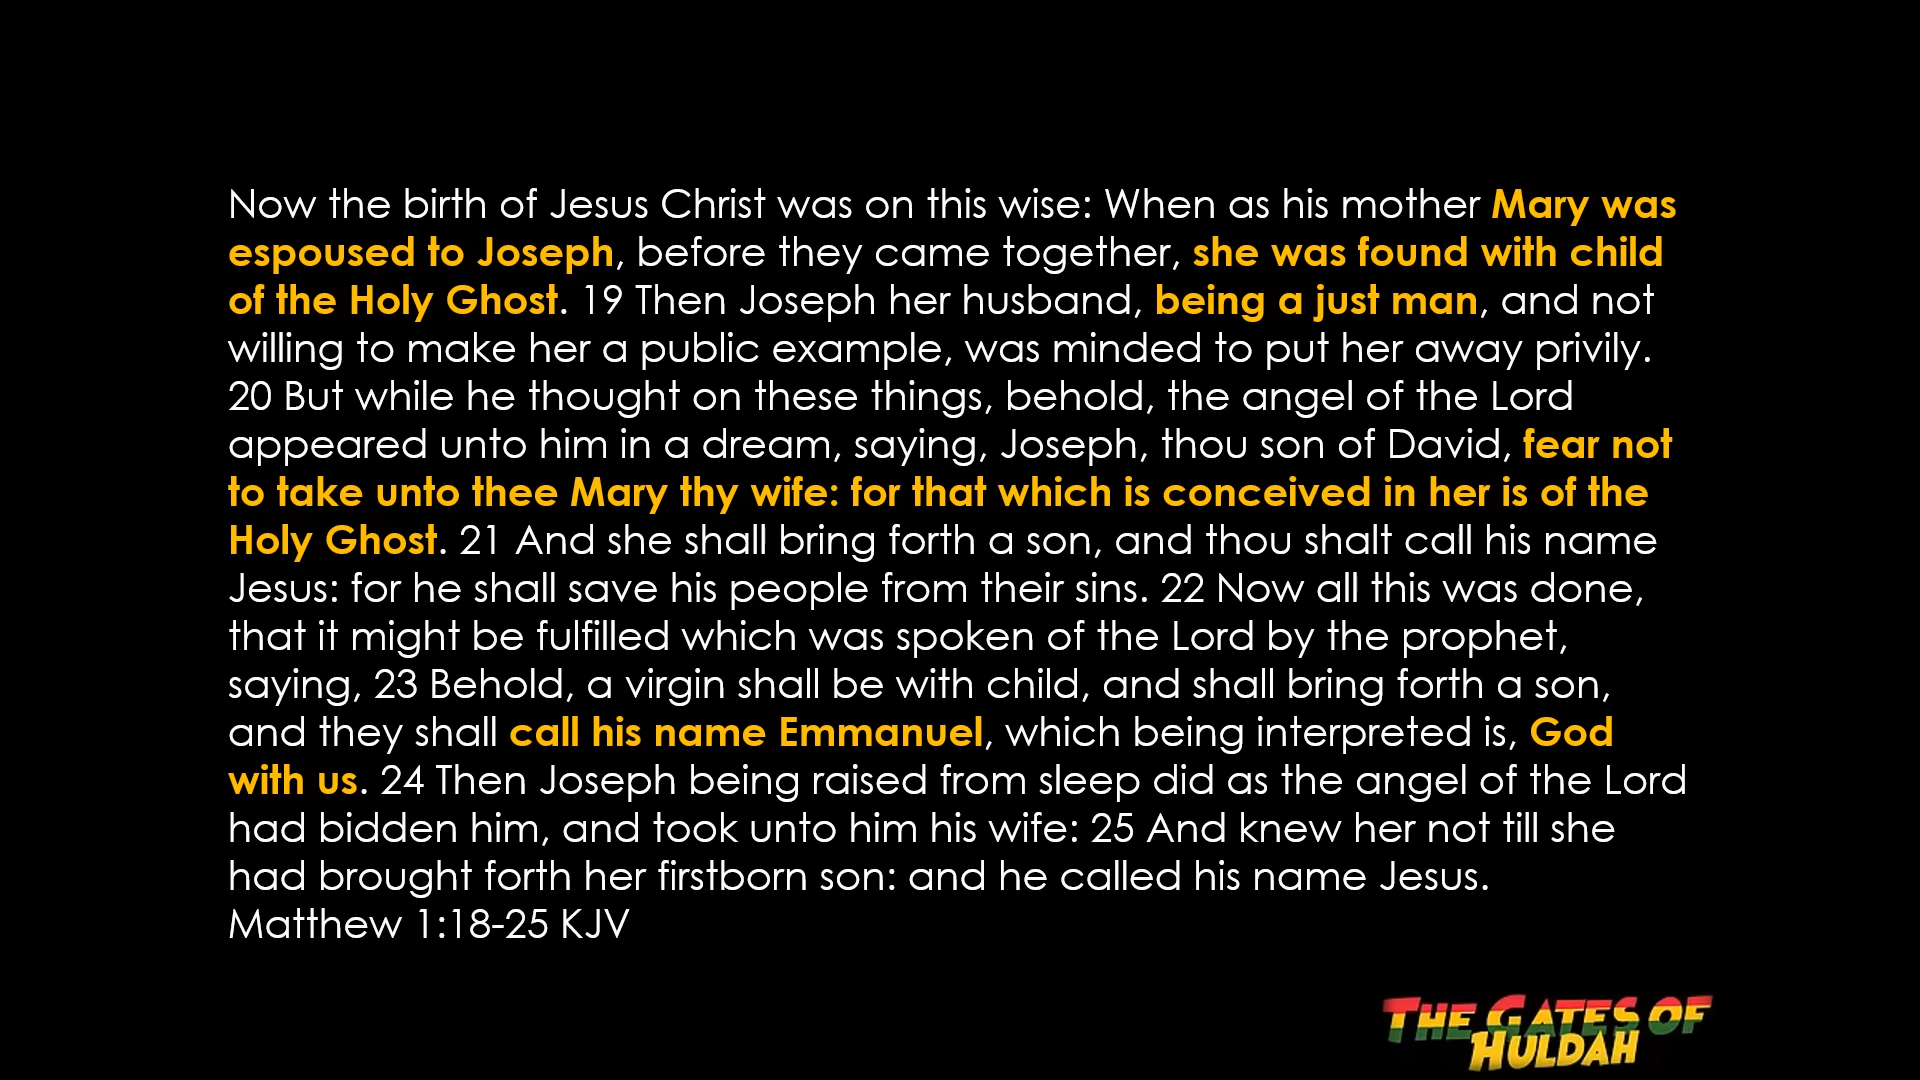 Now the birth of Jesus Christ was on this wise: When as his mother Mary was
espoused to Joseph, before they came together, she was found with child
of the Holy Ghost. 19 Then Joseph her husband, being a just man, and not
willing to make her a public example, was minded to put her away privily.
20 But while he thought on these things, behold, the angel of the Lord
appeared unto him in a dream, saying, Joseph, thou son of David, fear not
to take unto thee Mary thy wife: for that which is conceived in her is of the
Holy Ghost. 21 And she shall bring forth a son, and thou shalt call his name
Jesus: for he shall save his people from their sins. 22 Now all this was done,
that it might be fulfilled which was spoken of the Lord by the prophet,
saying, 23 Behold, a virgin shall be with child, and shall bring forth a son,
and they shall call his name Emmanuel, which being interpreted is, God
with us. 24 Then Joseph being raised from sleep did as the angel of the Lord
had bidden him, and took unto him his wife: 25 And knew her not till she
had brought forth her firstborn son: and he called his name Jesus.
Matthew 1:18-25 KJV
THE GATES OF
HULDAH